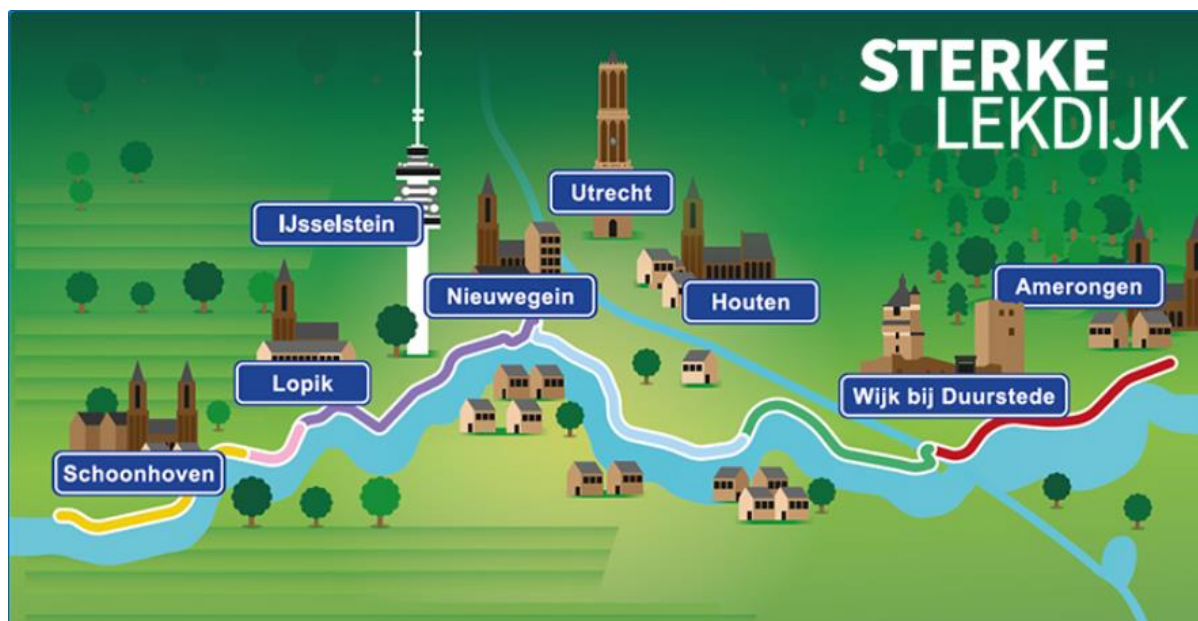 STERKE
LEKDIJK
Utrecht
IJsselstein
Nieuwegein
Houten
Amerongen
Lopik
Wijk bij Duurstede
Schoonhoven